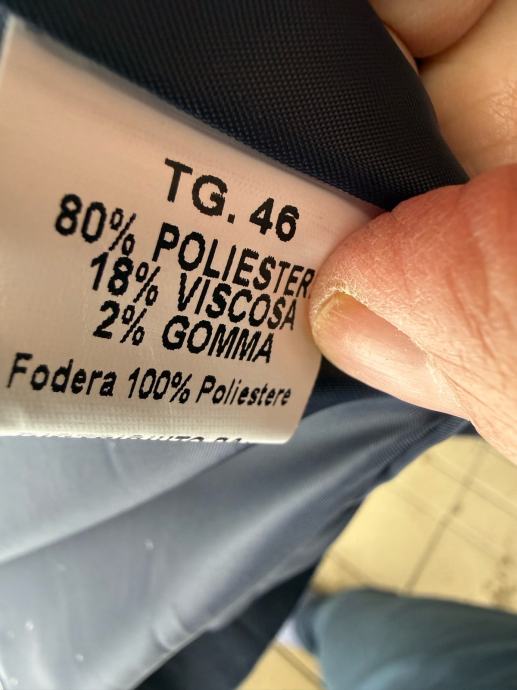 TG. 46
80% POLIESTER
18% VISCOSA
2% GOMMA
Fodera 100% Poliestere